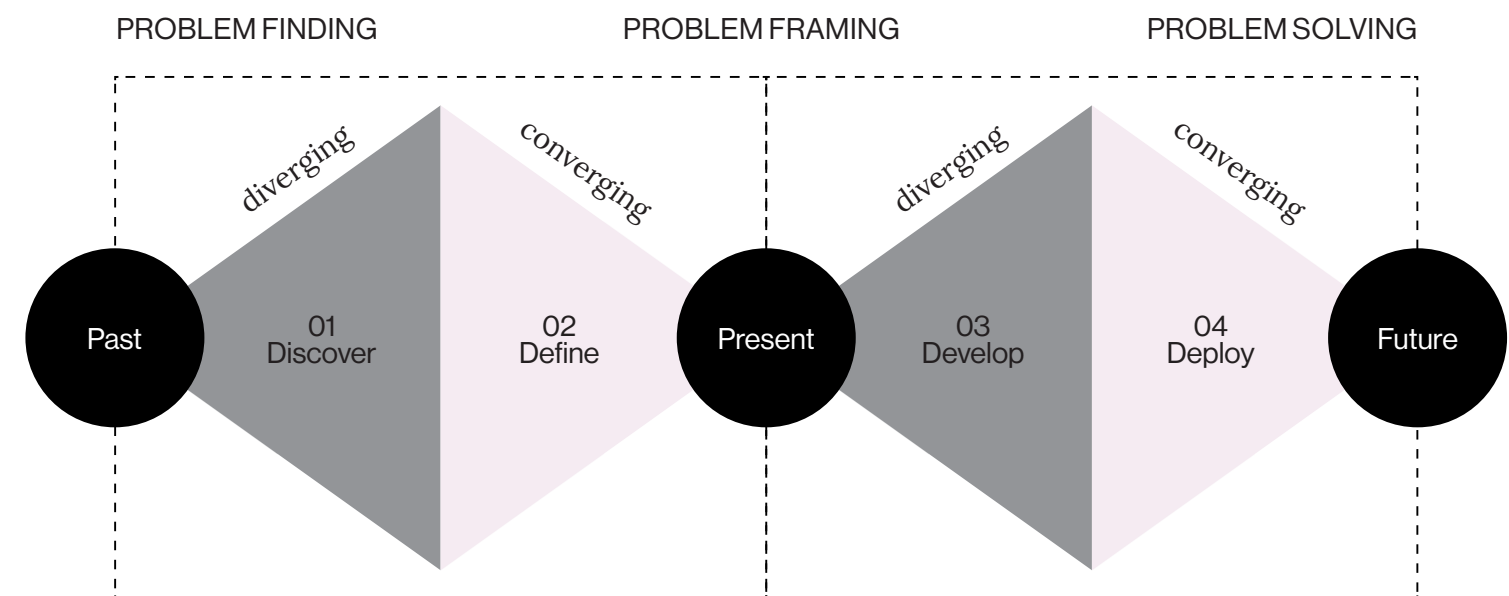 PROBLEM FINDING
PROBLEM FRAMING
PROBLEM SOLVING
diverging
converging
diverging
converging
Past
01
Discover
02
Define
Present
03
Develop
04
Deploy
Future